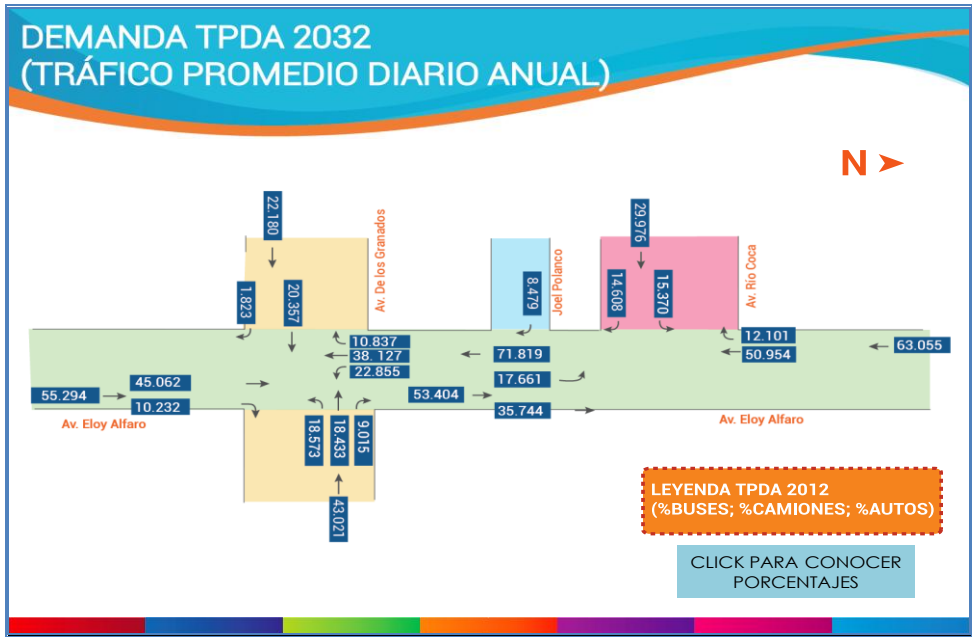 DEMANDA TPDA 2032
(TRÁFICO PROMEDIO DIARIO ANUAL)
N
22.180
Av. De los Granados
29.976
1.823
20.357
8.479
Joel Polanco
14.608
15.370
Av. Rio Coca
10.837
38.127
22.855
71.819
12.101
50.954
63.055
45.062
55.294
10.232
53.404
17.661
35.744
Av. Eloy Alfaro
Av. Eloy Alfaro
18.573
18.433
9.015
43.021
LEYENDA TPDA 2012
(%BUSES; %CAMIONES; %AUTOS)
CLICK PARA CONOCER
PORCENTAJES